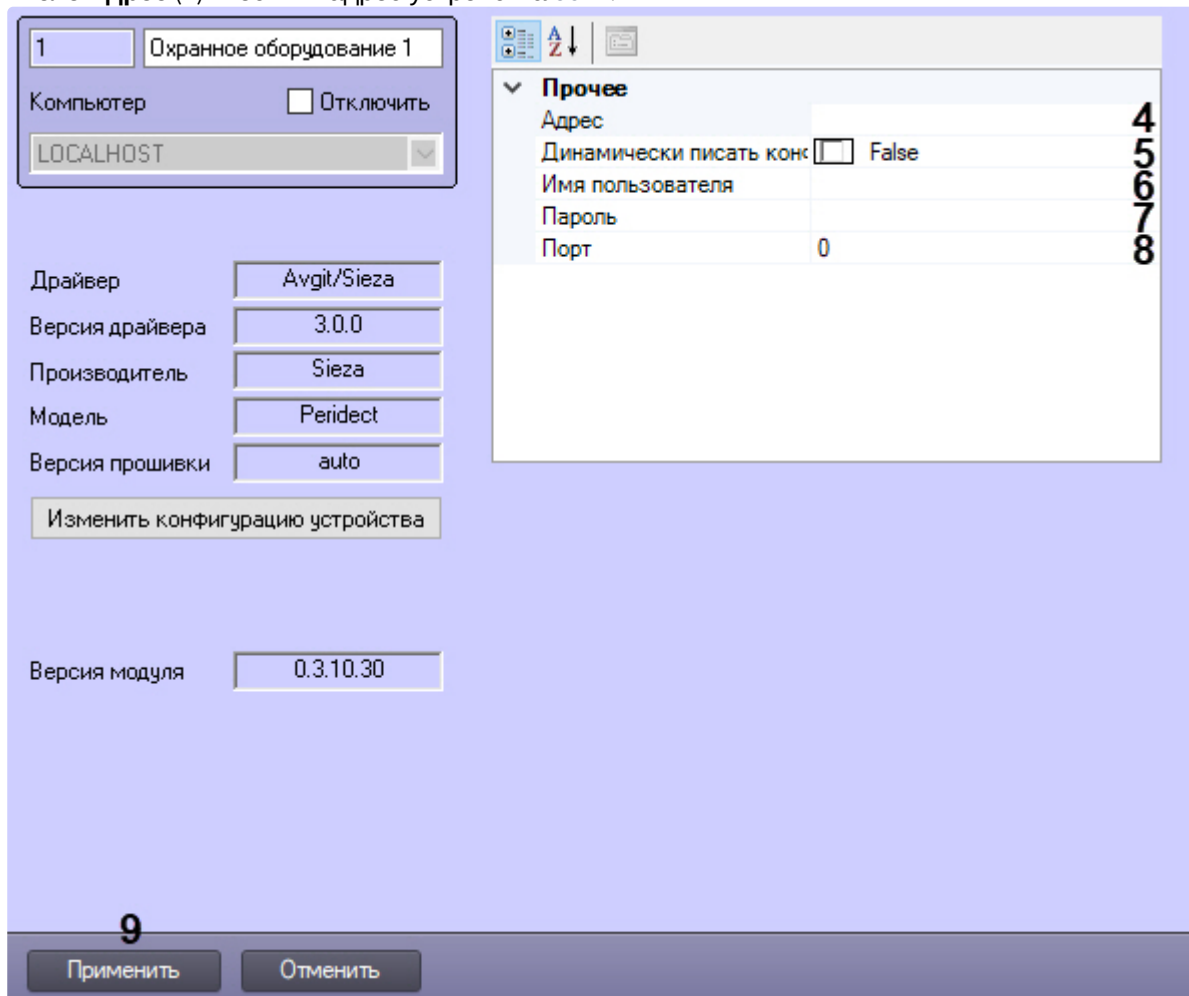 1 Охранное оборудование 1
Компьютер Отключить
LOCALHOST
Драйвер Avgit/Sieza
Версия драйвера 3.0.0
Производитель Sieza
Модель Peridect
Версия прошивки auto
Изменить конфигурацию устройства
Версия модуля 0.3.10.30
Прочее
Адрес 4
Динамически писать кон False 5
Имя пользователя 6
Пароль 7
Порт 0 8
9
Применить Отменить